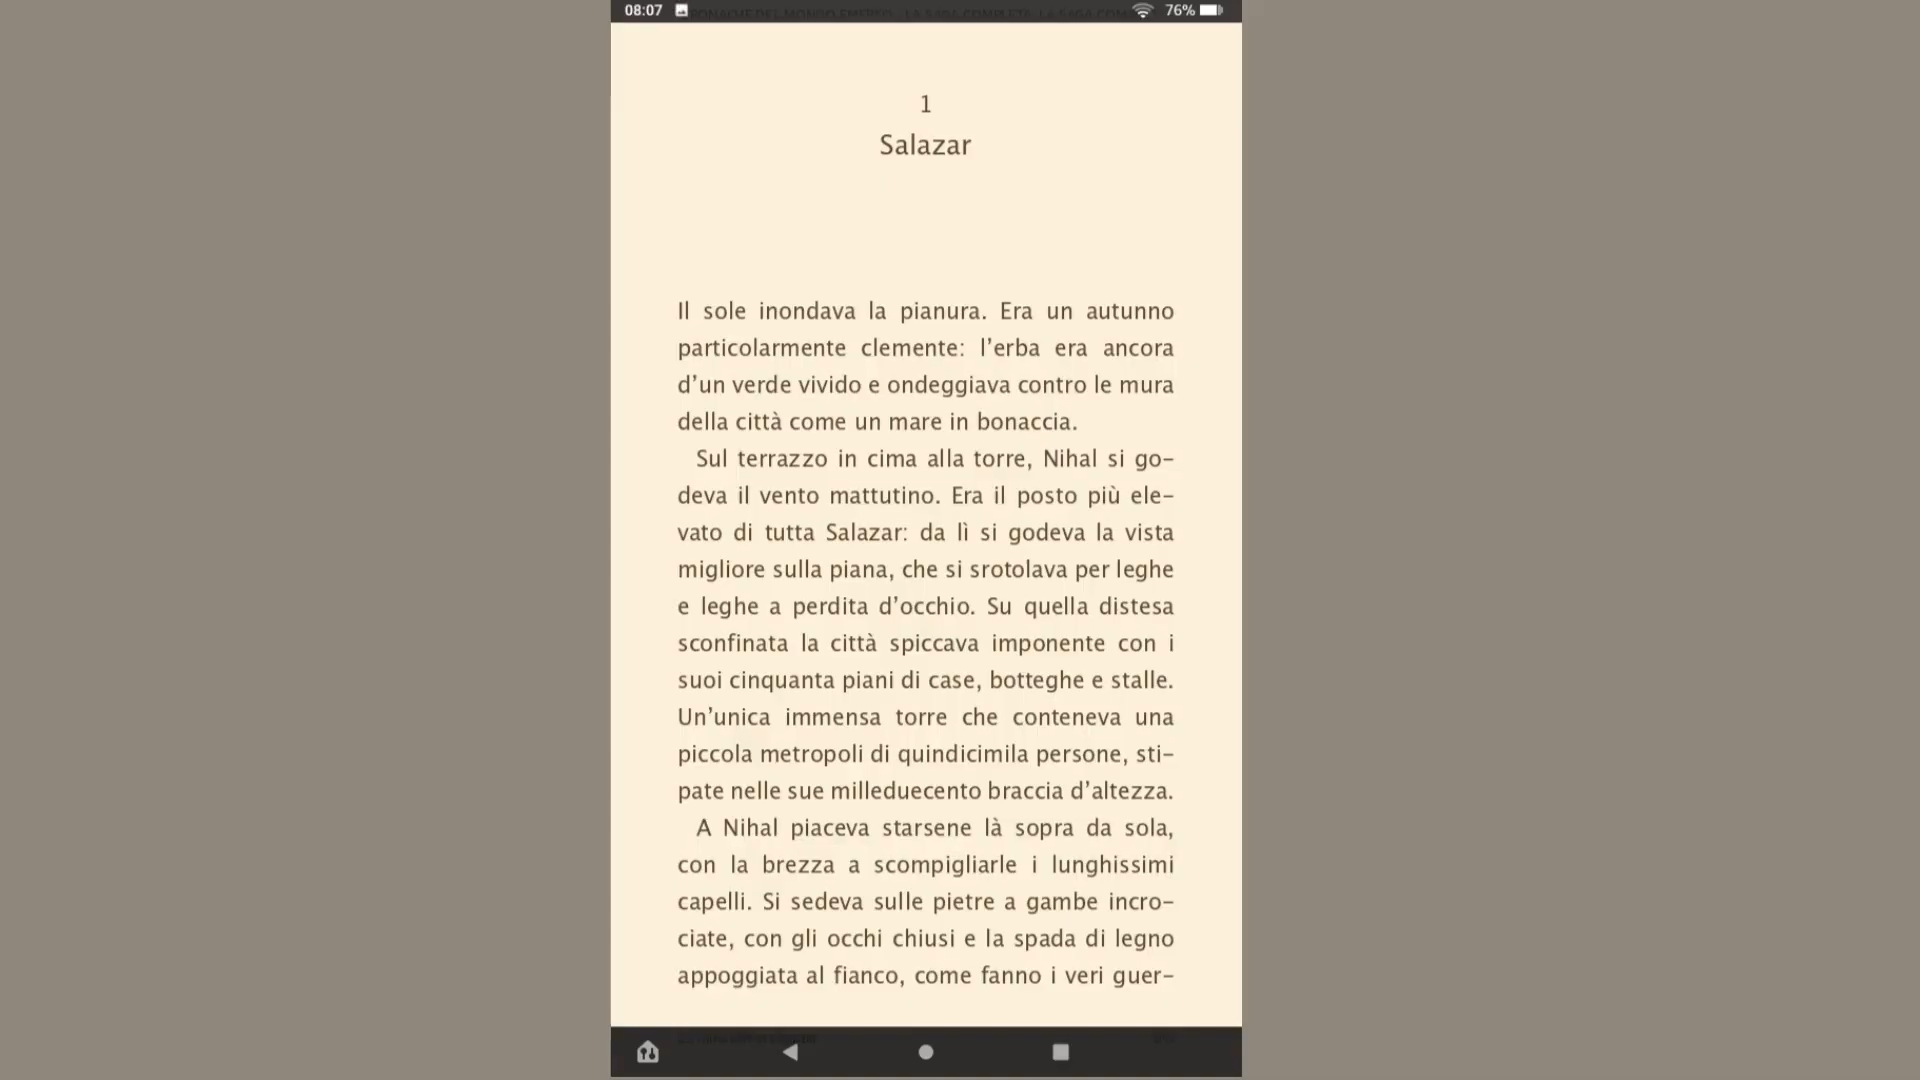 08:07
76%
1
Salazar
Il sole inondava la pianura. Era un autunno
particolarmente clemente: l’erba era ancora
d’un verde vivido e ondeggiava contro le mura
della città come un mare in bonaccia.
Sul terrazzo in cima alla torre, Nihal si go-
deva il vento mattutino. Era il posto più ele-
vato di tutta Salazar: da lì si godeva la vista
migliore sulla piana, che si srotolava per leghe
e leghe a perdita d’occhio. Su quella distesa
sconfinata la città spiccava imponente con i
suoi cinquanta piani di case, botteghe e stalle.
Un’unica immensa torre che conteneva una
piccola metropoli di quindicimila persone, sti-
pate nelle sue milleduecento braccia d’altezza.
A Nihal piaceva starsene là sopra da sola,
con la brezza a scompigliarle i lunghissimi
capelli. Si sedeva sulle pietre a gambe incro-
ciate, con gli occhi chiusi e la spada di legno
appoggiata al fianco, come fanno i veri guer-